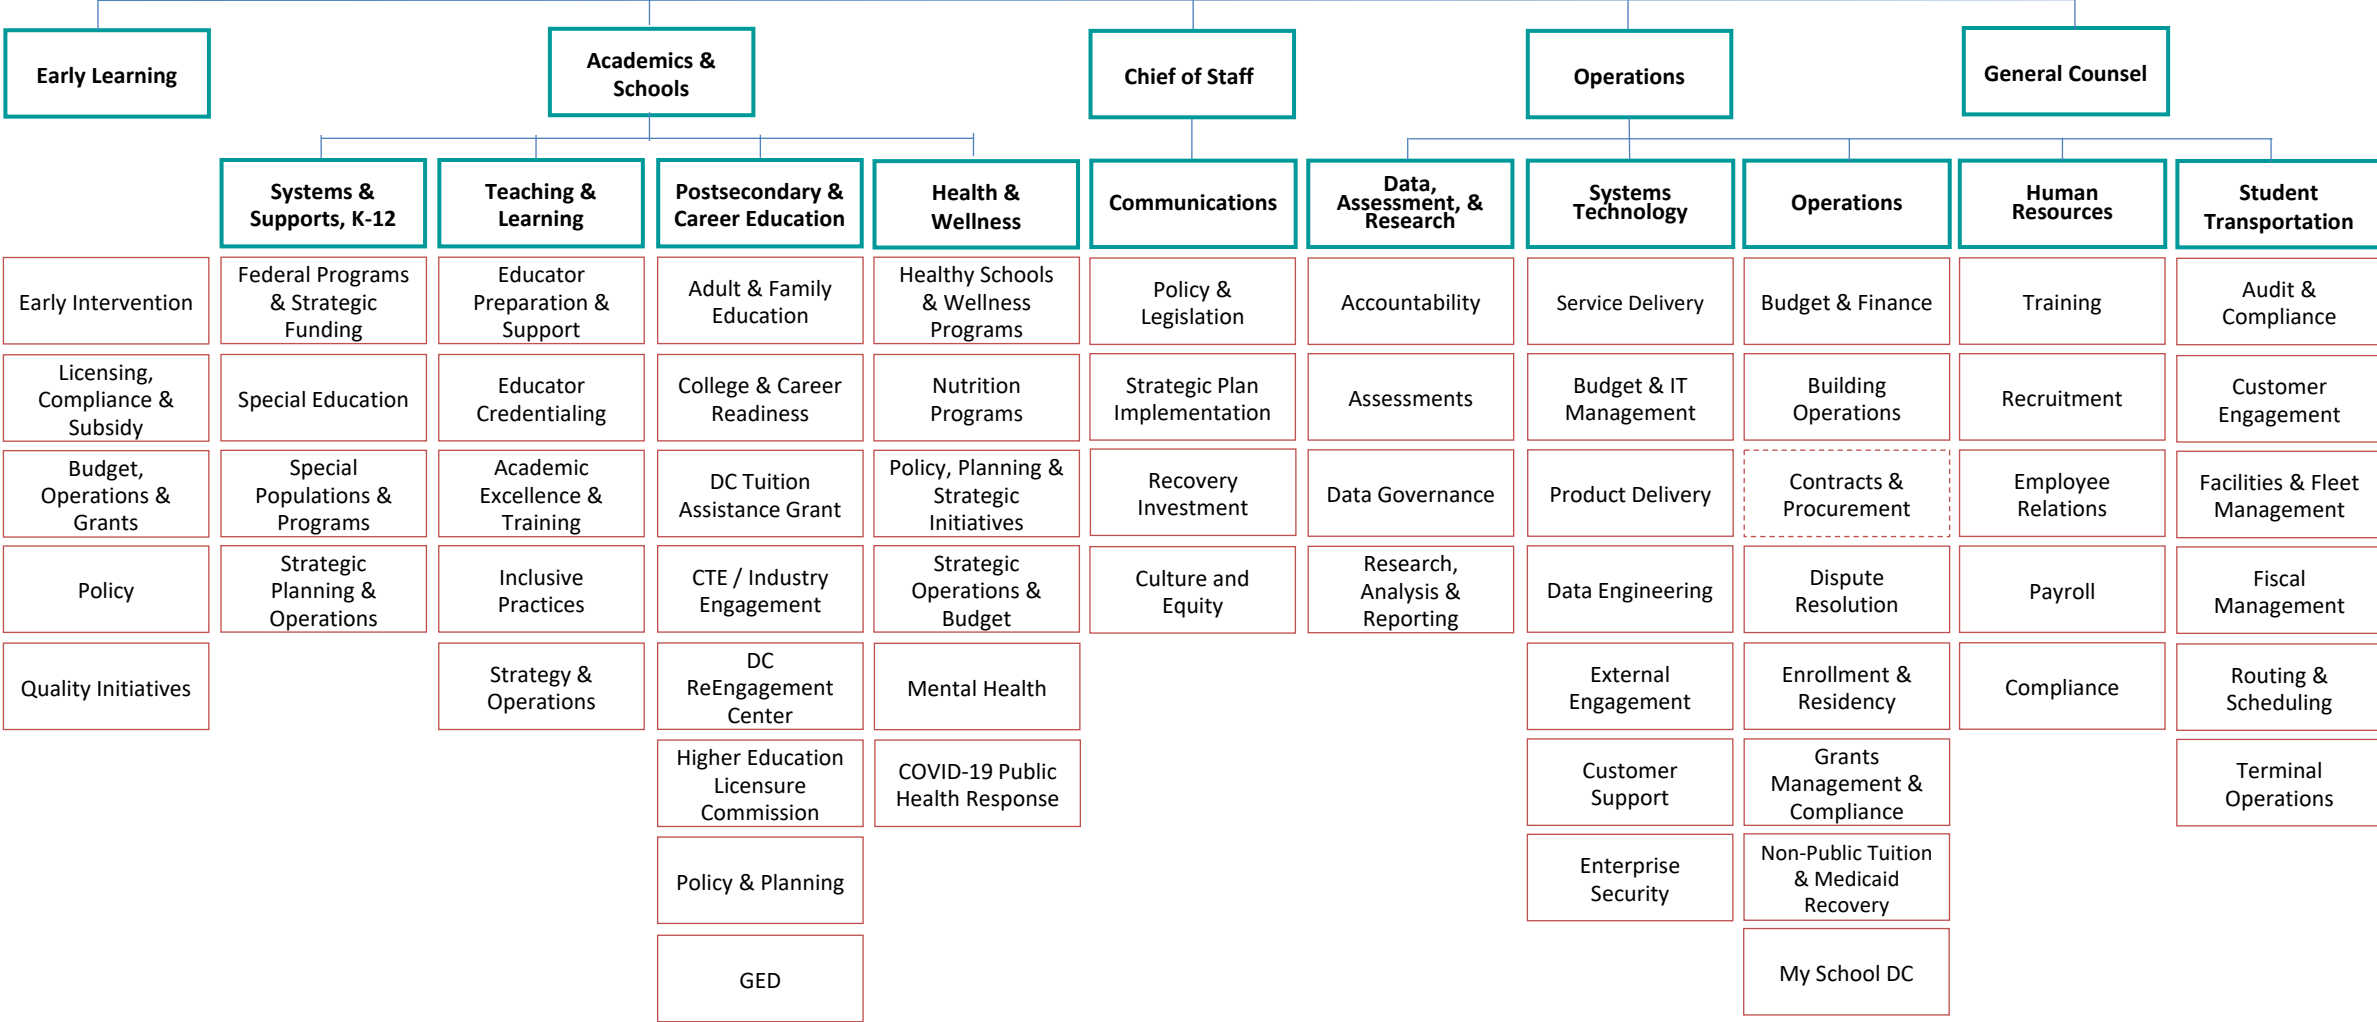 Early Learning
Academics &
Schools
Chief of Staff
Operations
General Counsel
Systems &
Supports, K-12
Teaching &
Learning
Postsecondary &
Career Education
Health &
Wellness
Communications
Data,
Assessment, &
Research
Systems
Technology
Operations
Human
Resources
Student
Transportation
Early Intervention
Federal Programs
& Strategic
Funding
Educator
Preparation &
Support
Adult & Family
Education
Healthy Schools
& Wellness
Programs
Policy &
Legislation
Accountability
Service Delivery
Budget & Finance
Training
Audit &
Compliance
Licensing,
Compliance &
Subsidy
Special Education
Educator
Credentialing
College & Career
Readiness
Nutrition
Programs
Strategic Plan
Implementation
Assessments
Budget & IT
Management
Building
Operations
Recruitment
Customer
Engagement
Budget,
Operations &
Grants
Special
Populations &
Programs
Academic
Excellence &
Training
DC Tuition
Assistance Grant
Policy, Planning &
Strategic
Initiatives
Recovery
Investment
Data Governance
Product Delivery
Contracts &
Procurement
Employee
Relations
Facilities & Fleet
Management
Policy
Strategic
Planning &
Operations
Inclusive
Practices
CTE / Industry
Engagement
Strategic
Operations &
Budget
Culture and
Equity
Research,
Analysis &
Reporting
Data Engineering
Dispute
Resolution
Payroll
Fiscal
Management
Quality Initiatives
Strategy &
Operations
DC
ReEngagement
Center
Mental Health
External
Engagement
Enrollment &
Residency
Compliance
Routing &
Scheduling
Higher Education
Licensure
Commission
COVID-19 Public
Health Response
Customer
Support
Grants
Management &
Compliance
Terminal
Operations
Policy & Planning
Enterprise
Security
Non-Public Tuition
& Medicaid
Recovery
GED
My School DC